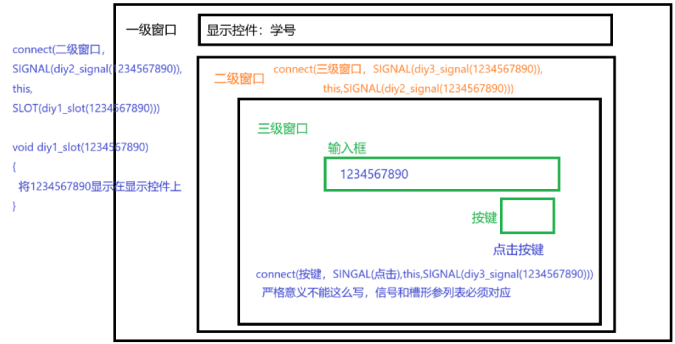 一级窗口
显示控件：学号
connect(二级窗口，
SIGNAL(diy2_signal(1234567890)),
this,
SLOT(diy1_slot(1234567890)))
void diy1_slot(1234567890)
{
将1234567890显示在显示控件上
}
二级窗口
connect(三级窗口，SIGNAL(diy3_signal(1234567890)),
this,SIGNAL(diy2_signal(1234567890)))
三级窗口
输入框
1234567890
按键
点击按键
connect(按键，SINGAL(点击),this,SIGNAL(diy3_signal(1234567890)))
严格意义不能这么写，信号和槽形参列表必须对应